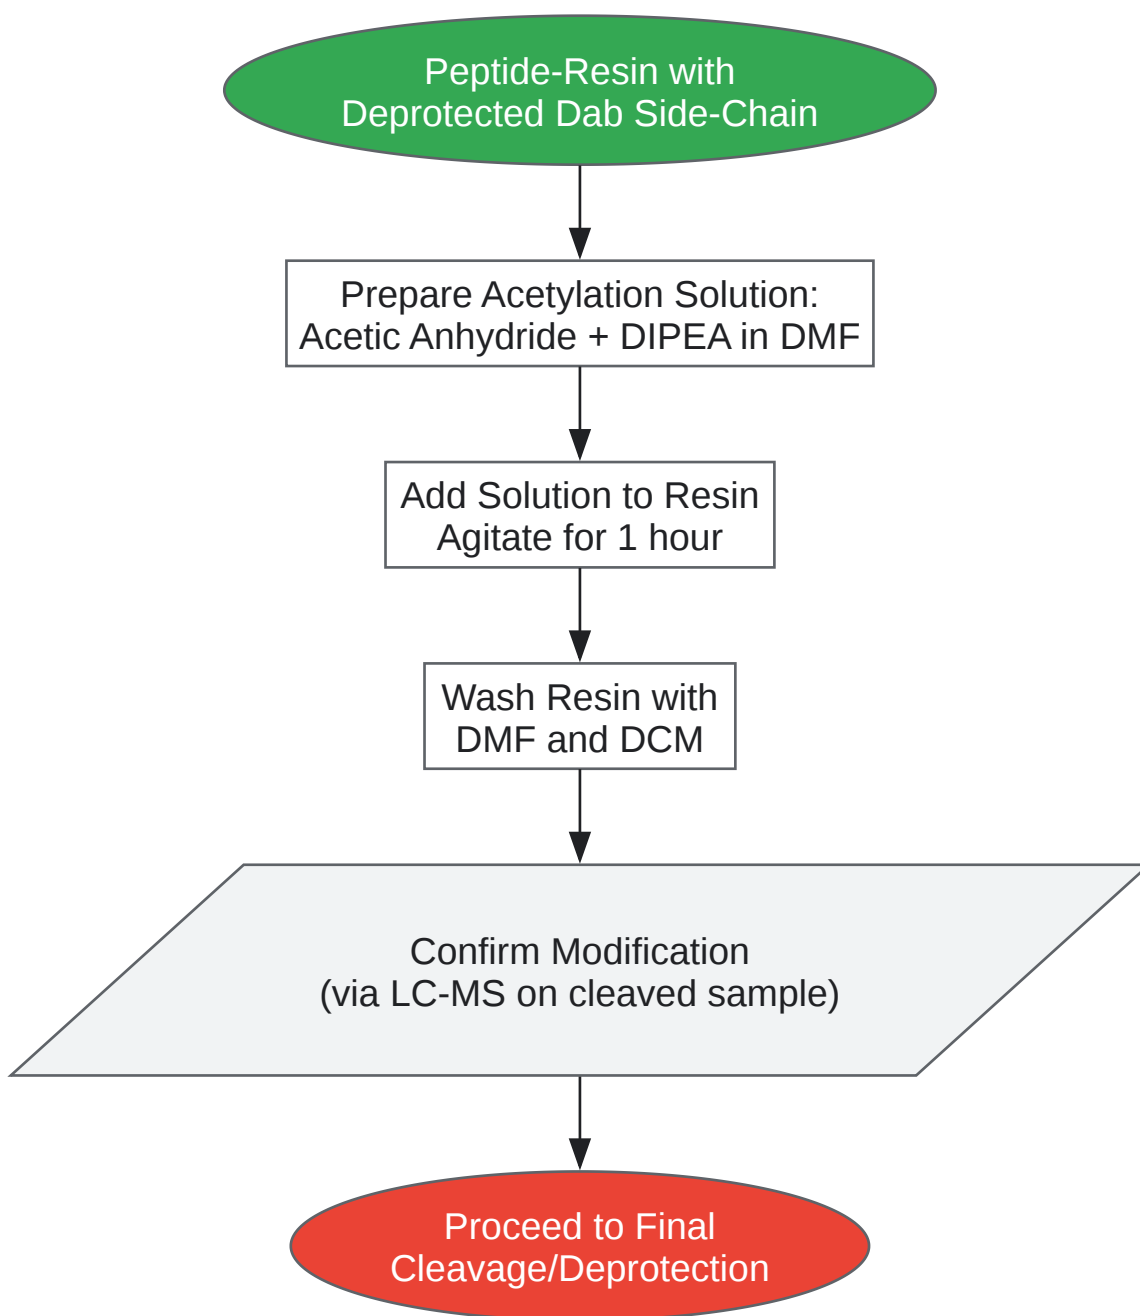 Peptide-Resin with
Deprotected Dab Side-Chain
Prepare Acetylation Solution:
Acetic Anhydride + DIPEA in DMF
Add Solution to Resin
Agitate for 1 hour
Wash Resin with
DMF and DCM
Confirm Modification
(via LC-MS on cleaved sample)
Proceed to Final
Cleavage/Deprotection